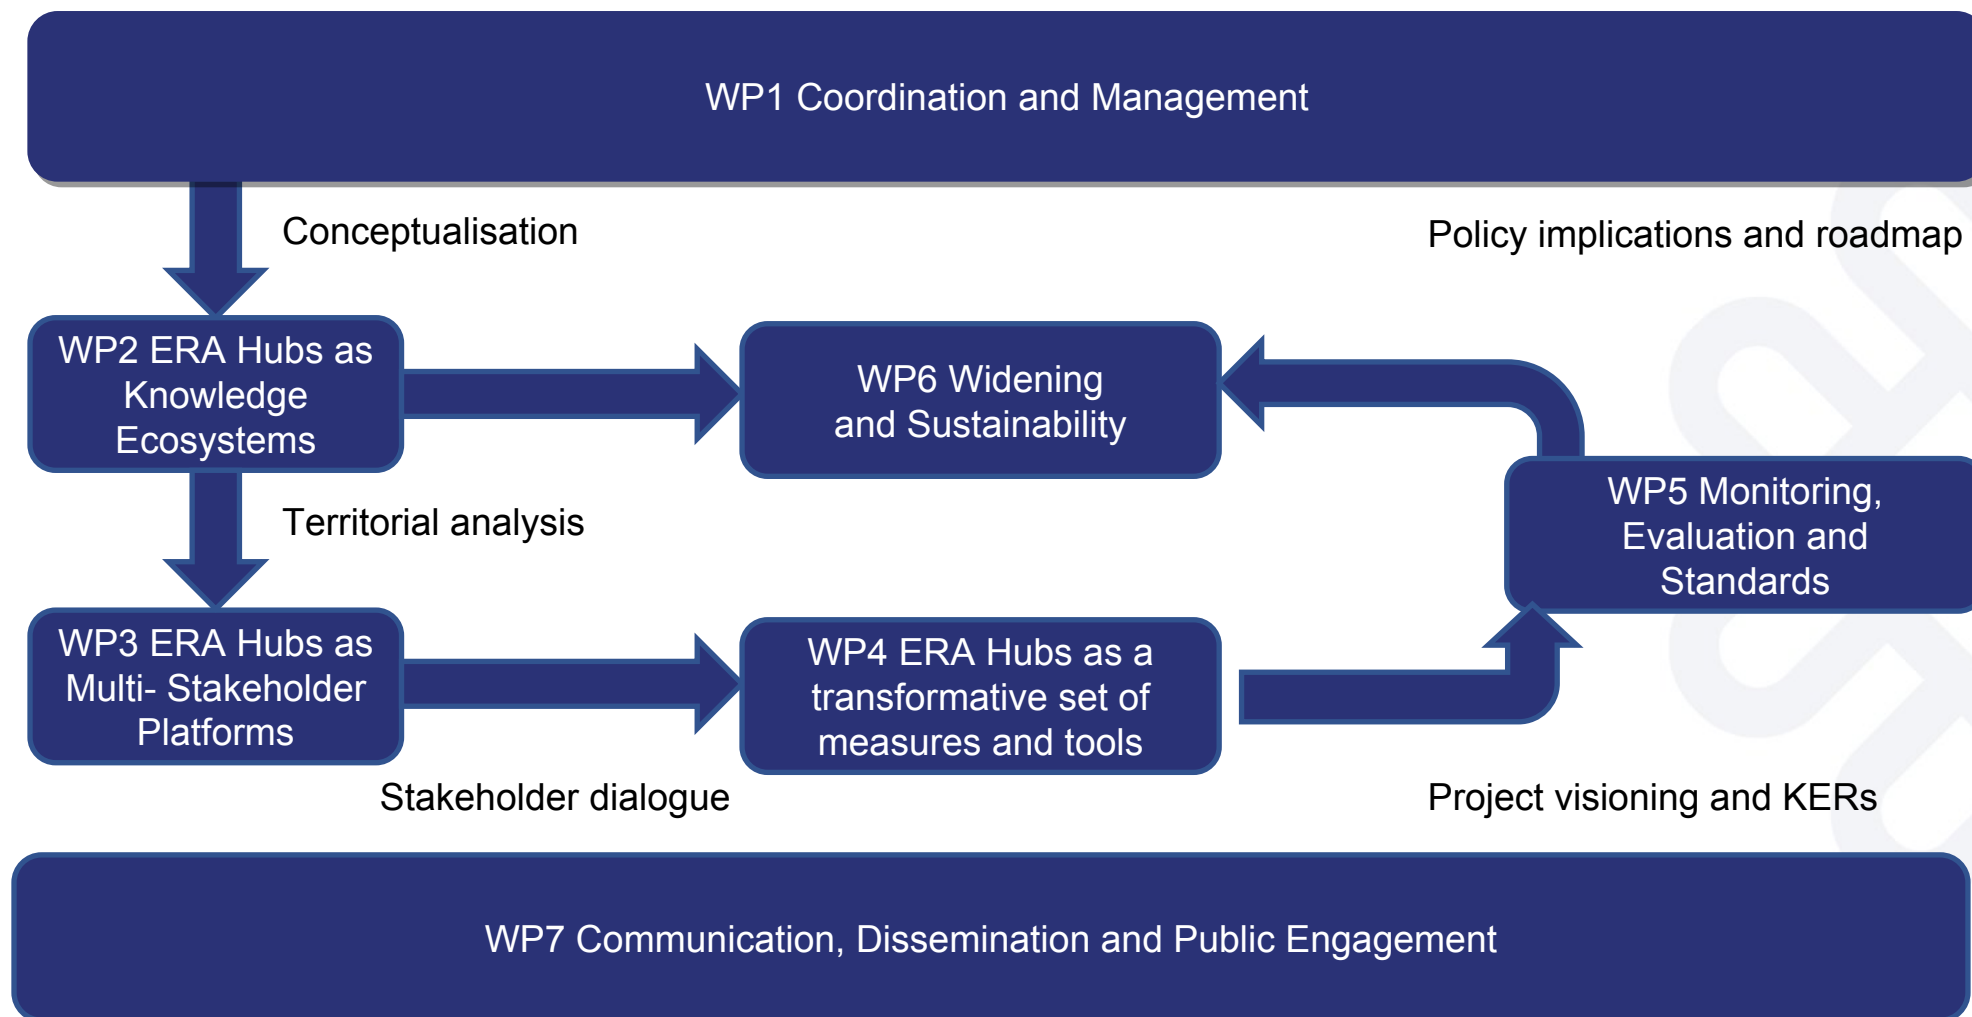 WP1 Coordination and Management
Conceptualisation
Policy implications and roadmap
WP2 ERA Hubs as
Knowledge
Ecosystems
WP6 Widening
and Sustainability
WP5 Monitoring,
Evaluation and
Standards
Territorial analysis
WP3 ERA Hubs as
Multi- Stakeholder
Platforms
WP4 ERA Hubs as a
transformative set of
measures and tools
Stakeholder dialogue
Project visioning and KERs
WP7 Communication, Dissemination and Public Engagement